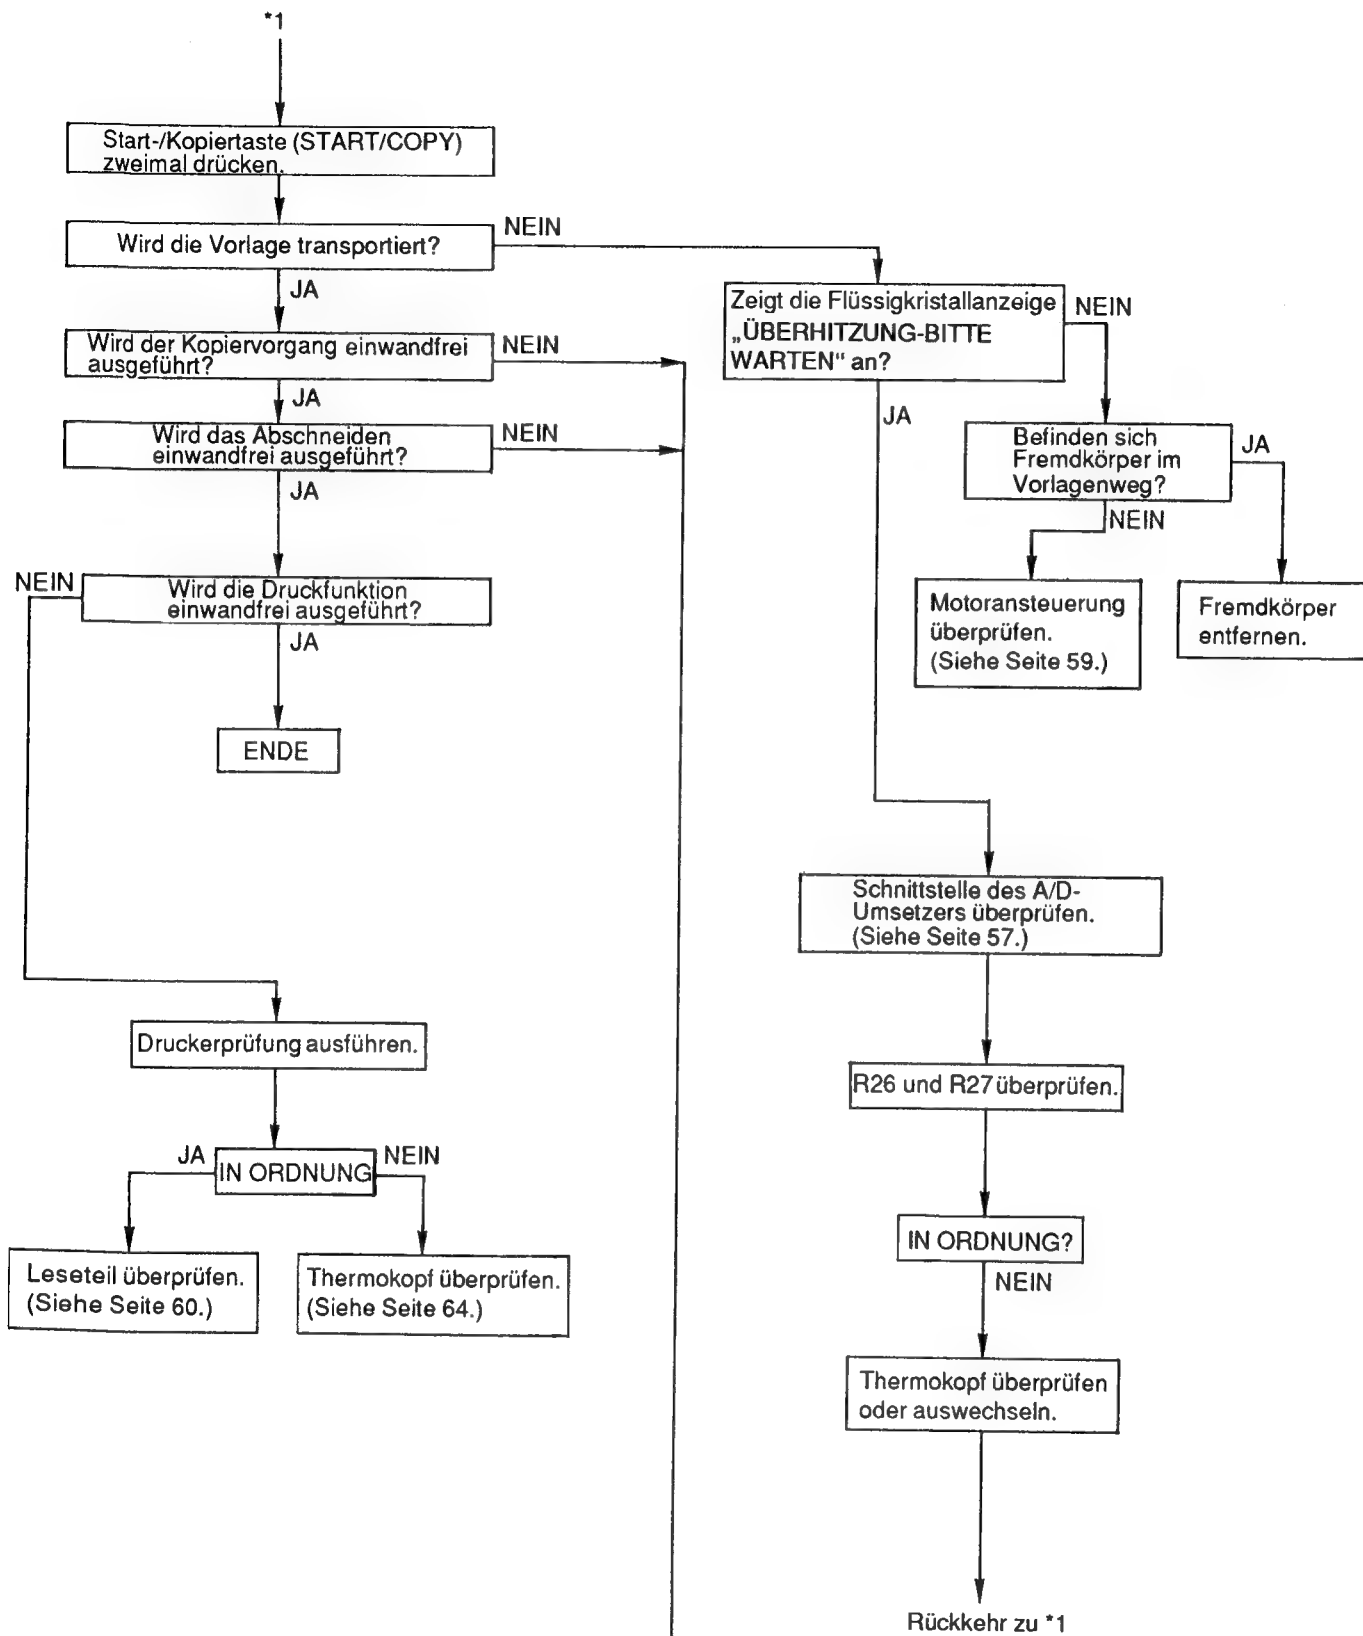 *1
Start-/Kopiertaste (START/COPY)
zweimal drücken.
Wird die Vorlage transportiert?
NEIN
JA
Wird der Kopiervorgang einwandfrei
ausgeführt?
NEIN
JA
Wird das Abschneiden
einwandfrei ausgeführt?
NEIN
JA
NEIN
Wird die Druckfunktion
einwandfrei ausgeführt?
JA
ENDE
Druckerprüfung ausführen.
JA
NEIN
IN ORDNUNG
Leseteil überprüfen.
(Siehe Seite 60.)
Thermokopf überprüfen.
(Siehe Seite 64.)
Zeigt die Flüssigkristallanzeige
„ÜBERHITZUNG-BITTE
WARTEN“ an?
NEIN
JA
Befinden sich
Fremdkörper im
Vorlagenweg?
JA
NEIN
Motoransteuerung
überprüfen.
(Siehe Seite 59.)
Fremdkörper
entfernen.
Schnittstelle des A/D-
Umsetzers überprüfen.
(Siehe Seite 57.)
R26 und R27 überprüfen.
IN ORDNUNG?
NEIN
Thermokopf überprüfen
oder auswechseln.
Rückkehr zu *1